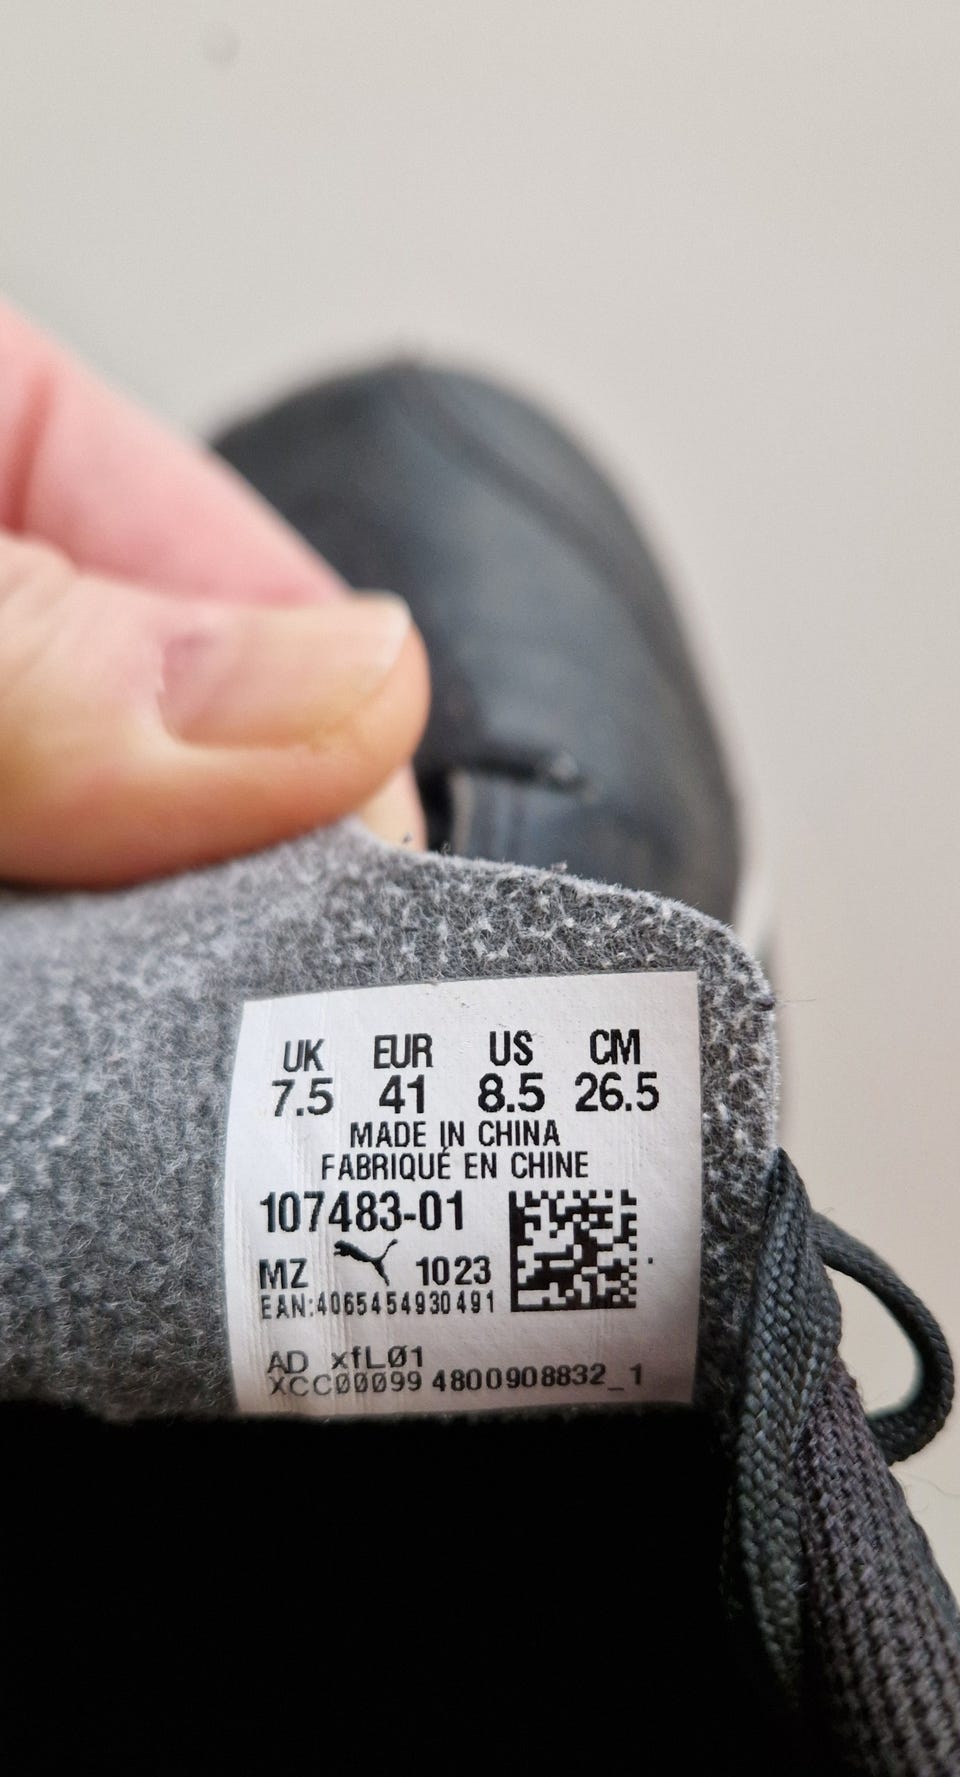 UK EUR US CM
7.5 41 8.5 26.5
MADE IN CHINA
FABRIQUÉ EN CHINE
107483-01
MZ 1023
EAN:4065454930491
AD xfLØ1
XCCØØØ99 4800908832_1